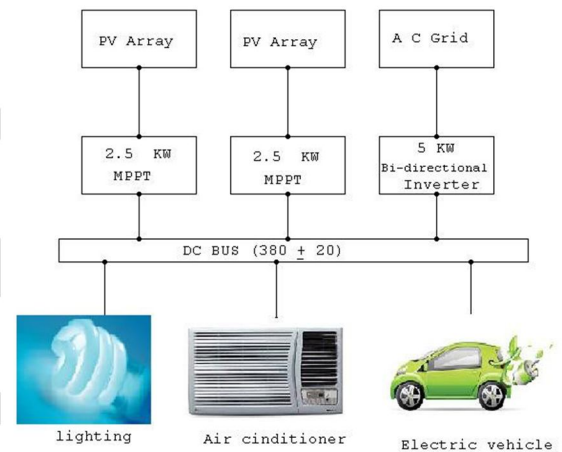 PV Array
PV Array
A C Grid
2.5 KW
MPPT
2.5 KW
MPPT
5 KW
Bi-directional
Inverter
DC BUS (380 ± 20)
lighting
Air cinditioner
Electric vehicle